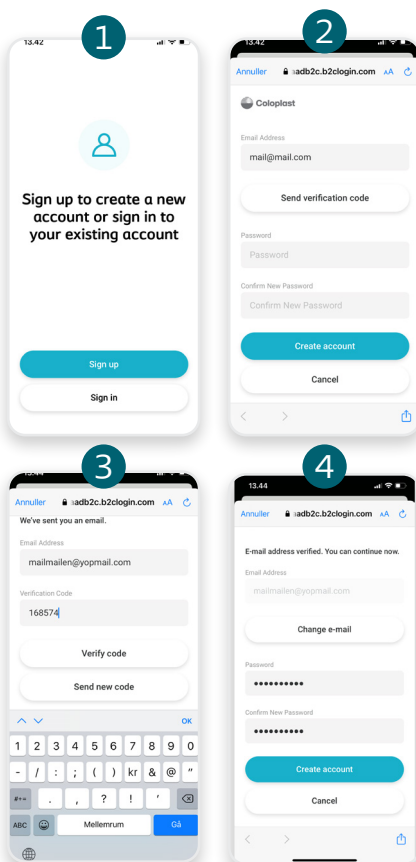 1
13.42
Sign up to create a new
account or sign in to
your existing account
Sign up
Sign in
2
13.42
Annuller
adb2c.b2clogin.com AA
Coloplast
Email Address
mail@mail.com
Send verification code
Password
Password
Confirm New Password
Confirm New Password
Create account
Cancel
3
13.44
Annuller
adb2c.b2clogin.com AA
We've sent you an email.
Email Address
mailmailen@yopmail.com
Verification Code
168574
Verify code
Send new code
OK
1 2 3 4 5 6 7 8 9 0
- / : ; ( ) kr & @ "
#+= . , ? ! '
ABC Mellemrum Gå
4
13.44
Annuller
adb2c.b2clogin.com AA
E-mail address verified. You can continue now.
Email Address
mailmailen@yopmail.com
Change e-mail
Password
••••••••••
Confirm New Password
••••••••••
Create account
Cancel